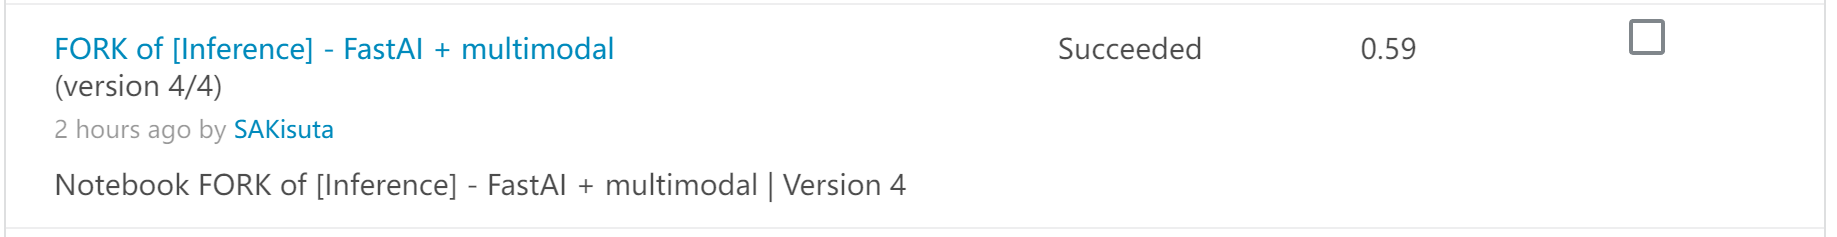 FORK of [Inference] - FastAI + multimodal Succeeded 0.59
(version 4/4)
2 hours ago by SAKisuta
Notebook FORK of [Inference] - FastAI + multimodal | Version 4